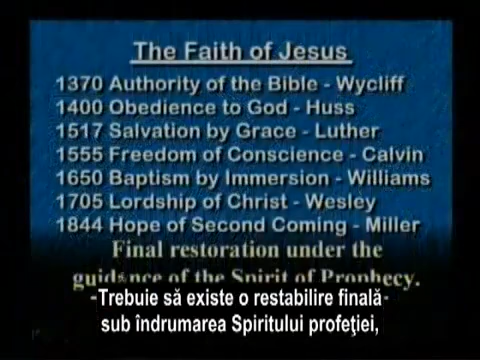 The Faith of Jesus
1370 Authority of the Bible - Wycliff
1400 Obedience to God - Huss
1517 Salvation by Grace - Luther
1555 Freedom of Conscience - Calvin
1650 Baptism by Immersion - Williams
1705 Lordship of Christ - Wesley
1844 Hope of Second Coming - Miller
Final restoration under the
guidance of the Spirit of Prophecy.
-Trebuie să existe o restabilire finală-
sub îndrumarea Spiritului profeţiei,